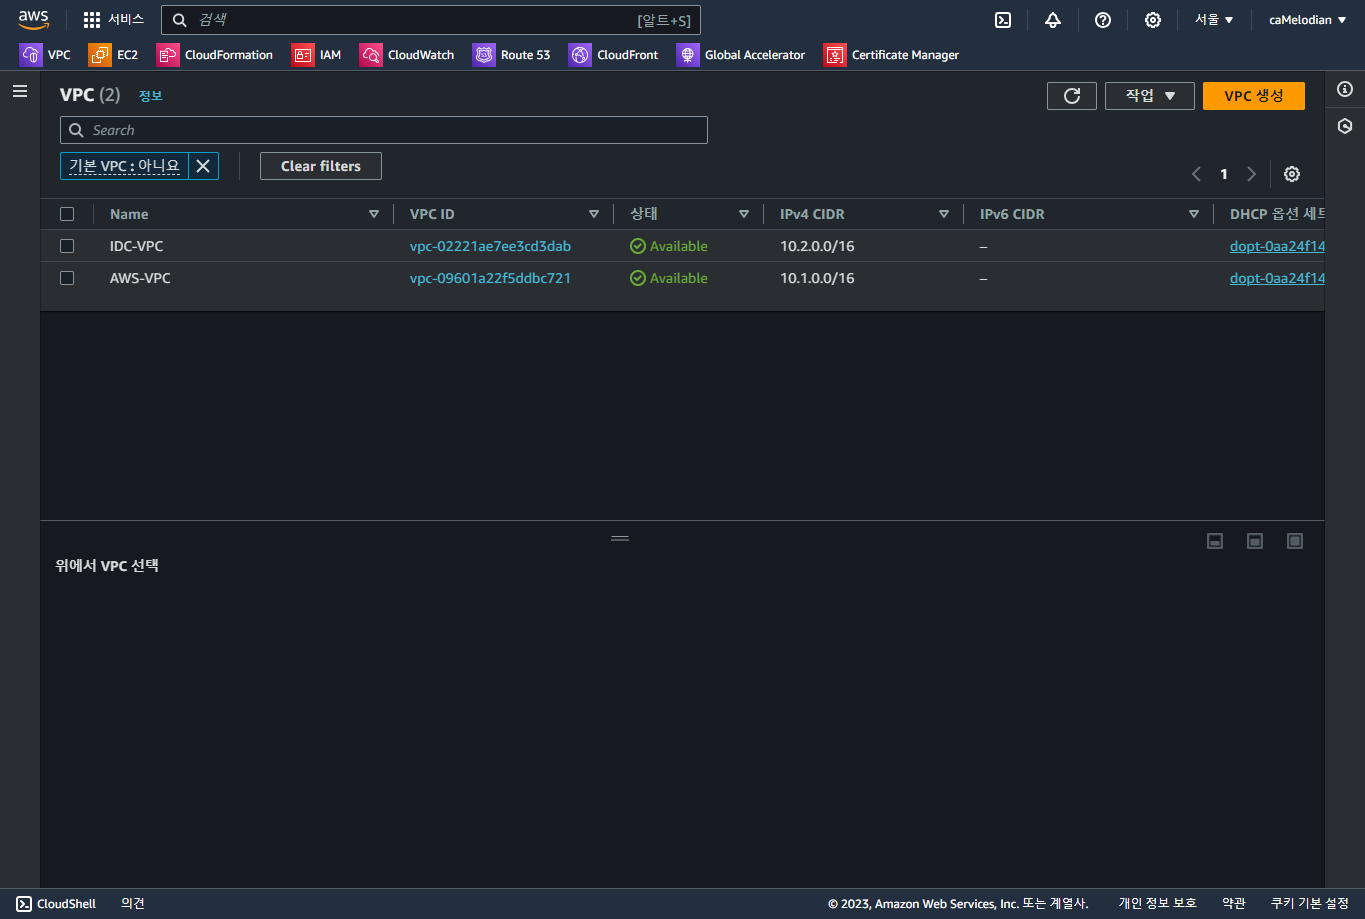 aws 서비스 검색 [알트+S] 서울 ▼ caMelodian ▼
VPC EC2 CloudFormation IAM CloudWatch Route 53 CloudFront Global Accelerator Certificate Manager
VPC (2) 정보 작업 ▼ VPC 생성
Search
기본 VPC : 아니요 Clear filters 1
Name VPC ID 상태 IPv4 CIDR IPv6 CIDR DHCP 옵션 세트
IDC-VPC vpc-02221ae7ee3cd3dab Available 10.2.0.0/16 – dopt-0aa24f14
AWS-VPC vpc-09601a22f5ddbc721 Available 10.1.0.0/16 – dopt-0aa24f14
위에서 VPC 선택
CloudShell 의견 © 2023, Amazon Web Services, Inc. 또는 계열사. 개인 정보 보호 약관 쿠키 기본 설정